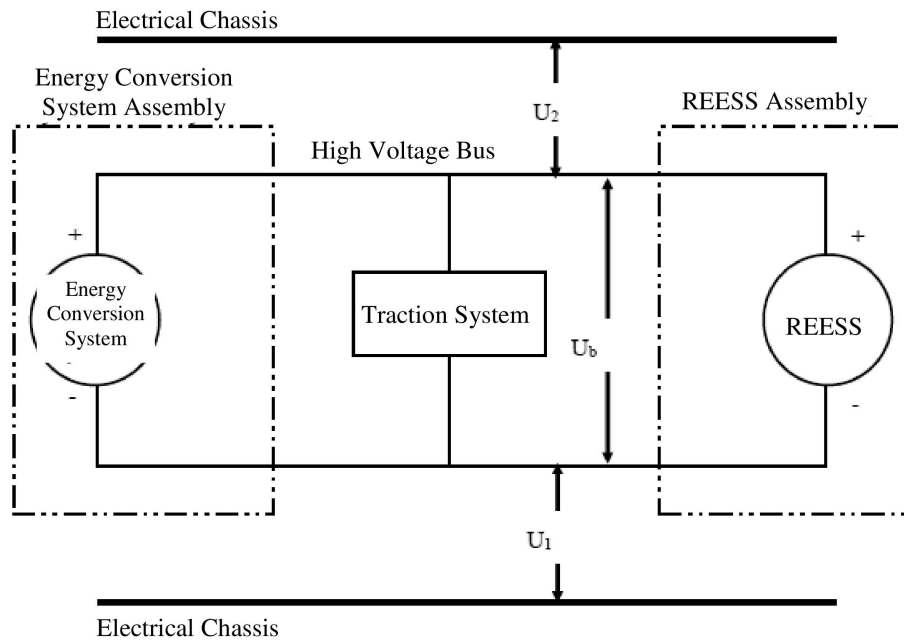 Electrical Chassis
Energy Conversion
System Assembly
REESS Assembly
U₂
High Voltage Bus
+
+
Energy
Conversion
System
Traction System
REESS
U_b
-
-
U₁
Electrical Chassis